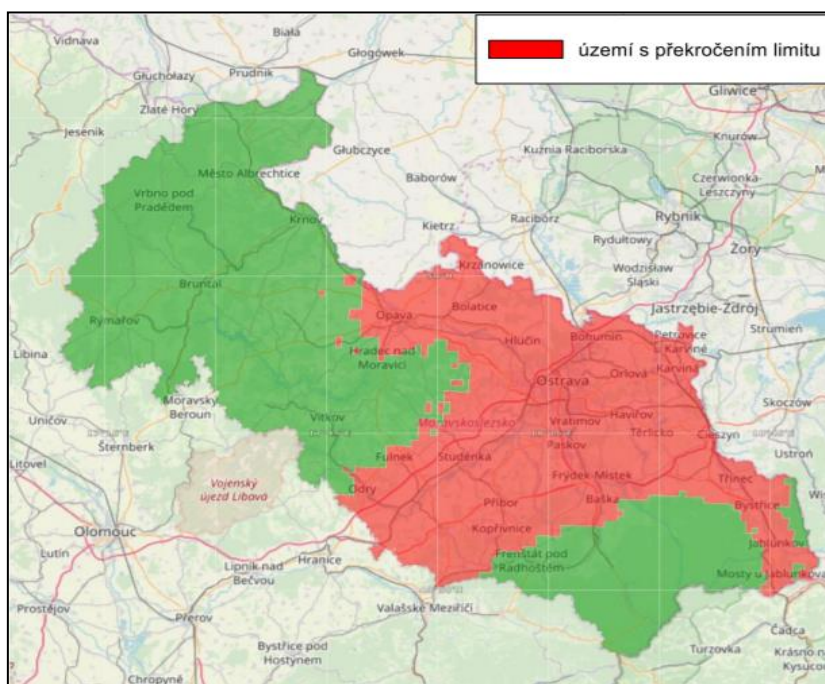 území s překročením limitu
Biała
Vidnava
Głogówek
Głuchołazy
Prudnik
Gliwice
Zlaté Hory
Knurów
Jeseník
Głubczyce
Kuźnia Raciborska
Město Albrechtice
Baborów
Czerwionka-
Leszczyny
Vrbno pod
Pradědem
Racibórz
Rybnik
Krnov
Kietrz
Rydułtowy
Żory
Krzanowice
Wodzisław
Śląski
Bruntál
Bolatice
Jastrzębie-Zdrój
Opava
Rýmařov
Hlučín
Bohumín
Petrovice
u Karviné
Strumień
Libina
Hradec nad
Moravicí
Orlová
Karviná
Ostrava
Moravský
Beroun
Skoczów
Uničov
Vítkov
Moravskoslezsko
Vratimov
Havířov
Šternberk
Paskov
Těrlicko
Cieszyn
Fulnek
Studénka
Ustroń
Litovel
Vojenský
újezd Libavá
Odry
Frýdek-Místek
Třinec
Wi
Příbor
Baška
Bystřice
Olomouc
Kopřivnice
Jablunkov
Lutín
Lipník nad
Bečvou
Hranice
Frenštát pod
Radhoštěm
Mosty u Jablunkova
Prostějov
Valašské Meziříčí
Přerov
Čadca
Bystřice pod
Hostýnem
Turzovka
Krásno na
Kysucou
Chropyně